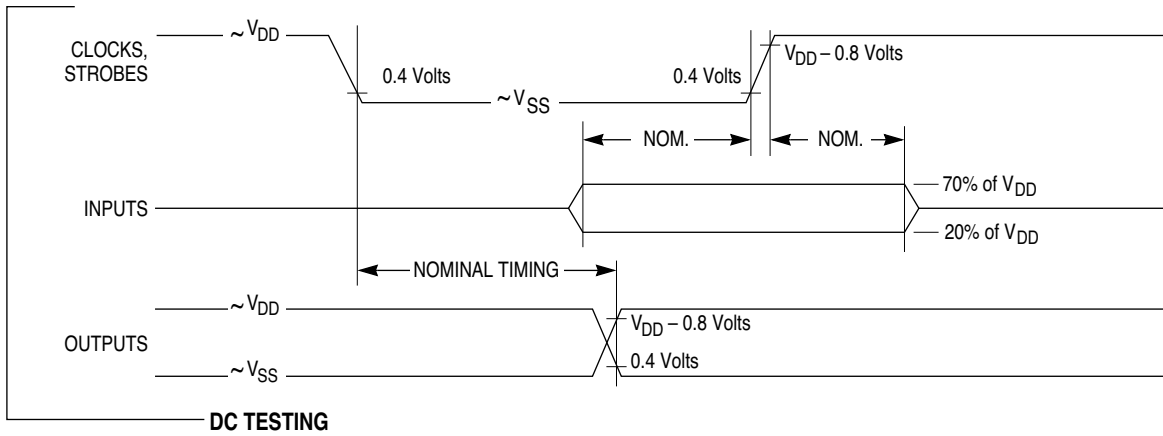 CLOCKS,
STROBES
~VDD
0.4 Volts
~VSS
0.4 Volts
VDD – 0.8 Volts
NOM.
NOM.
INPUTS
70% of VDD
20% of VDD
NOMINAL TIMING
OUTPUTS
~VDD
VDD – 0.8 Volts
0.4 Volts
~VSS
DC TESTING